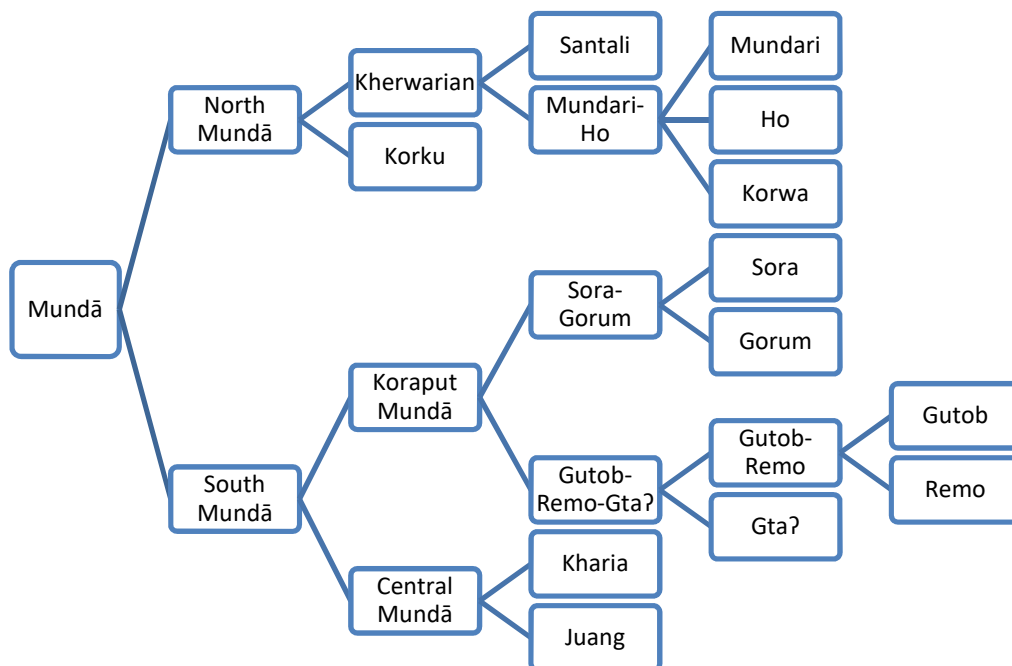 Santali
Mundari
North
Mundā
Kherwarian
Mundari-
Ho
Ho
Korku
Korwa
Mundā
Sora
Sora-
Gorum
Gorum
Koraput
Mundā
Gutob
Gutob-
Remo
South
Mundā
Gutob-
Remo-Gtaʔ
Remo
Gtaʔ
Kharia
Central
Mundā
Juang